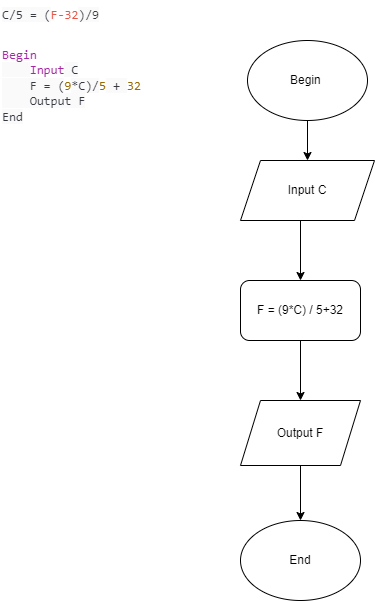 C/5 = (F-32)/9
Begin
Input C
F = (9*C)/5 + 32
Output F
End
Begin
Input C
F = (9*C) / 5+32
Output F
End